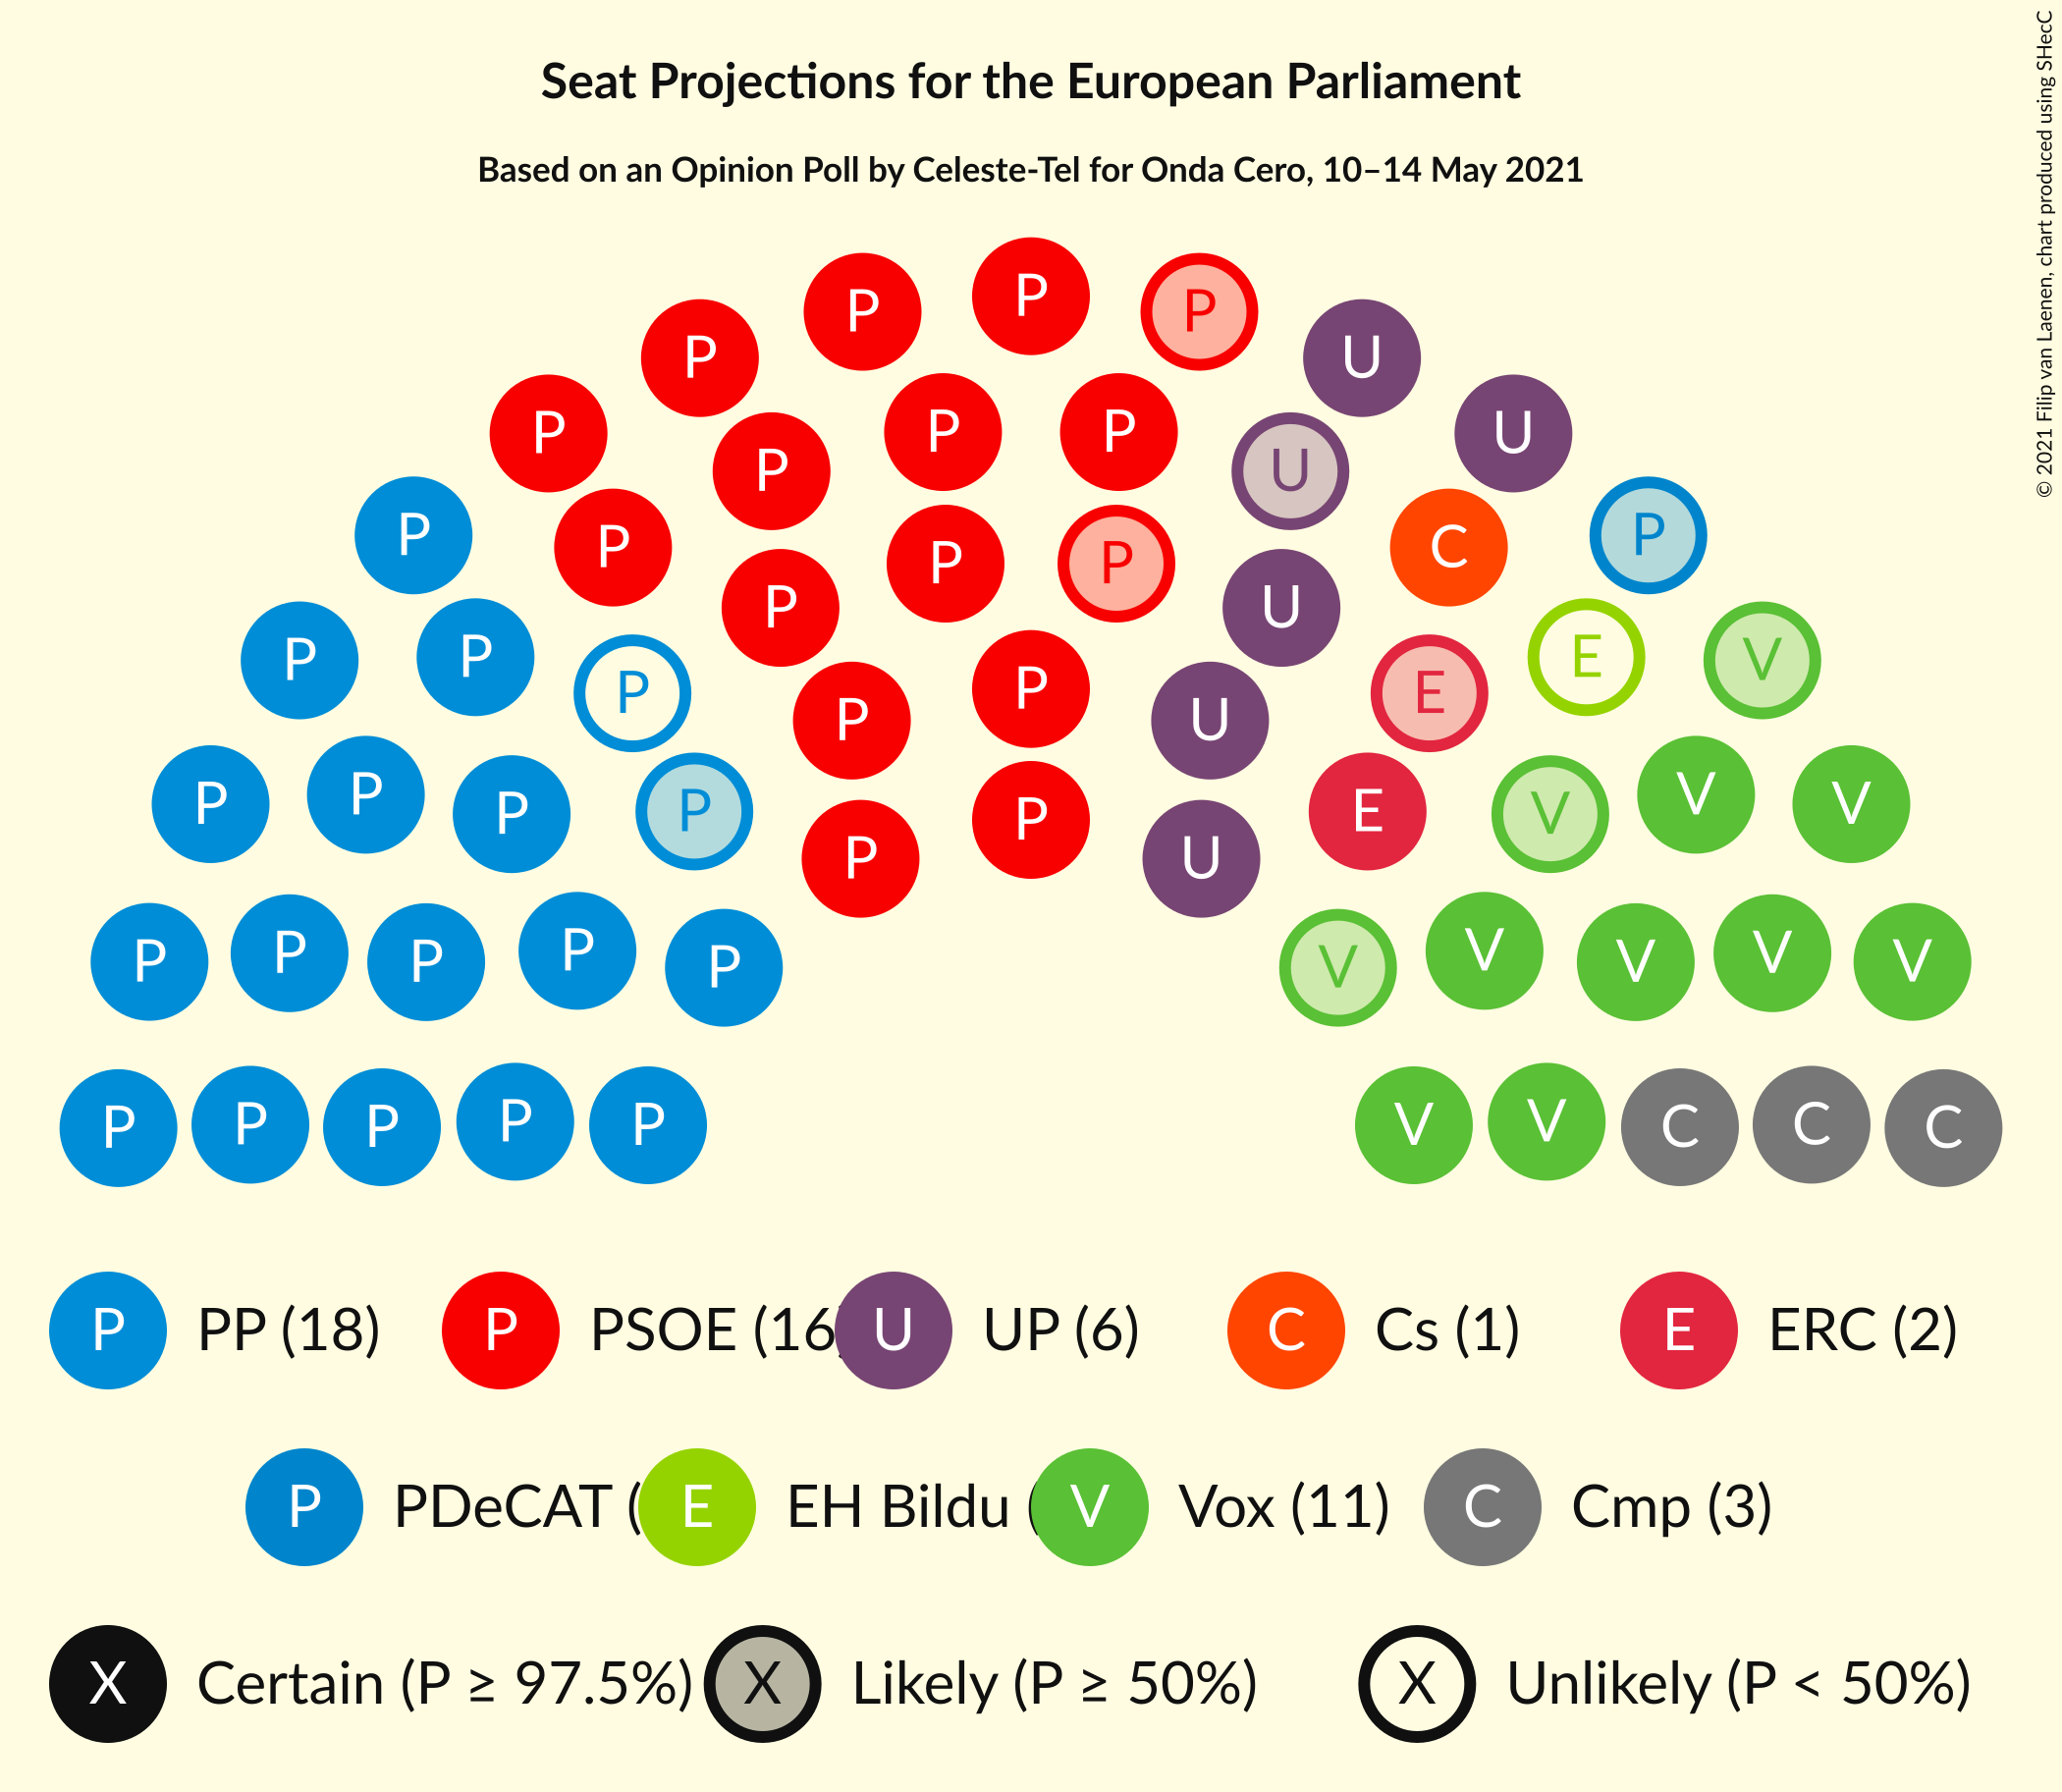 Seat Projections for the European Parliament
Based on an Opinion Poll by Celeste-Tel for Onda Cero, 10–14 May 2021
© 2021 Filip van Laenen, chart produced using SHecC
P P P
P U
P P P P U U
P P P P C P
P U
P P P P P U E E V
P P P P P P U E V V V
P P P P P V V V V V
P P P P P V V C C C
P PP (18) P PSOE (16 U UP (6) C Cs (1) E ERC (2)
P PDeCAT ( E EH Bildu ( V Vox (11) C Cmp (3)
X Certain (P ≥ 97.5%) X Likely (P ≥ 50%) X Unlikely (P < 50%)